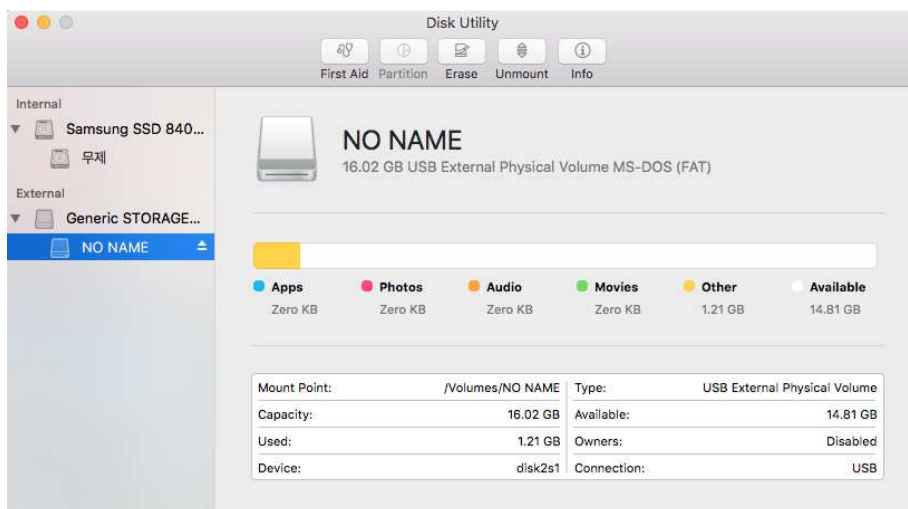 Disk Utility
First Aid Partition Erase Unmount Info
Internal
Samsung SSD 840...
무제
External
Generic STORAGE...
NO NAME
NO NAME
16.02 GB USB External Physical Volume MS-DOS (FAT)
Apps Photos Audio Movies Other Available
Zero KB Zero KB Zero KB Zero KB 1.21 GB 14.81 GB
Mount Point: /Volumes/NO NAME Type: USB External Physical Volume
Capacity: 16.02 GB Available: 14.81 GB
Used: 1.21 GB Owners: Disabled
Device: disk2s1 Connection: USB